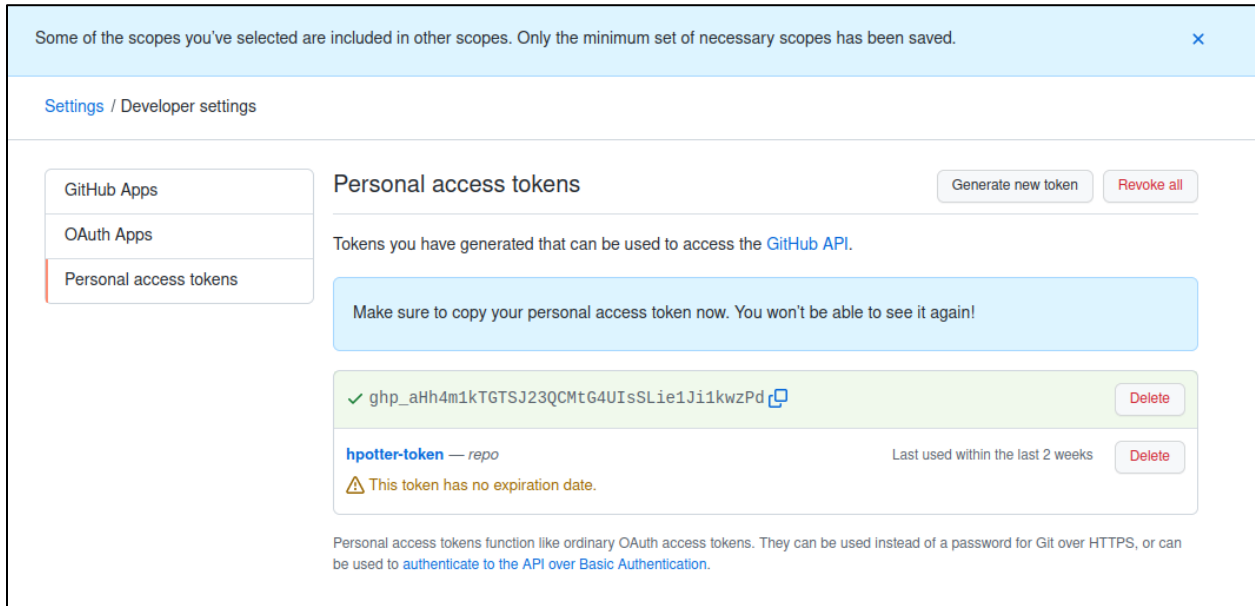 Some of the scopes you've selected are included in other scopes. Only the minimum set of necessary scopes has been saved.
Settings / Developer settings
GitHub Apps
OAuth Apps
Personal access tokens
Personal access tokens
Generate new token
Revoke all
Tokens you have generated that can be used to access the GitHub API.
Make sure to copy your personal access token now. You won't be able to see it again!
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
Delete
hpotter-token — repo
Last used within the last 2 weeks
Delete
This token has no expiration date.
Personal access tokens function like ordinary OAuth access tokens. They can be used instead of a password for Git over HTTPS, or can
be used to authenticate to the API over Basic Authentication.